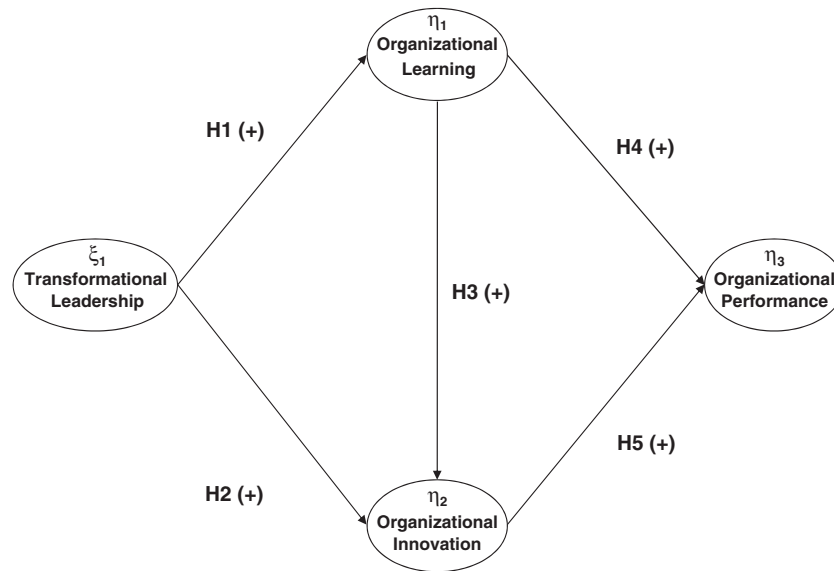 η1
Organizational
Learning
H1 (+)
H4 (+)
ξ1
Transformational
Leadership
H3 (+)
η3
Organizational
Performance
H2 (+)
H5 (+)
η2
Organizational
Innovation